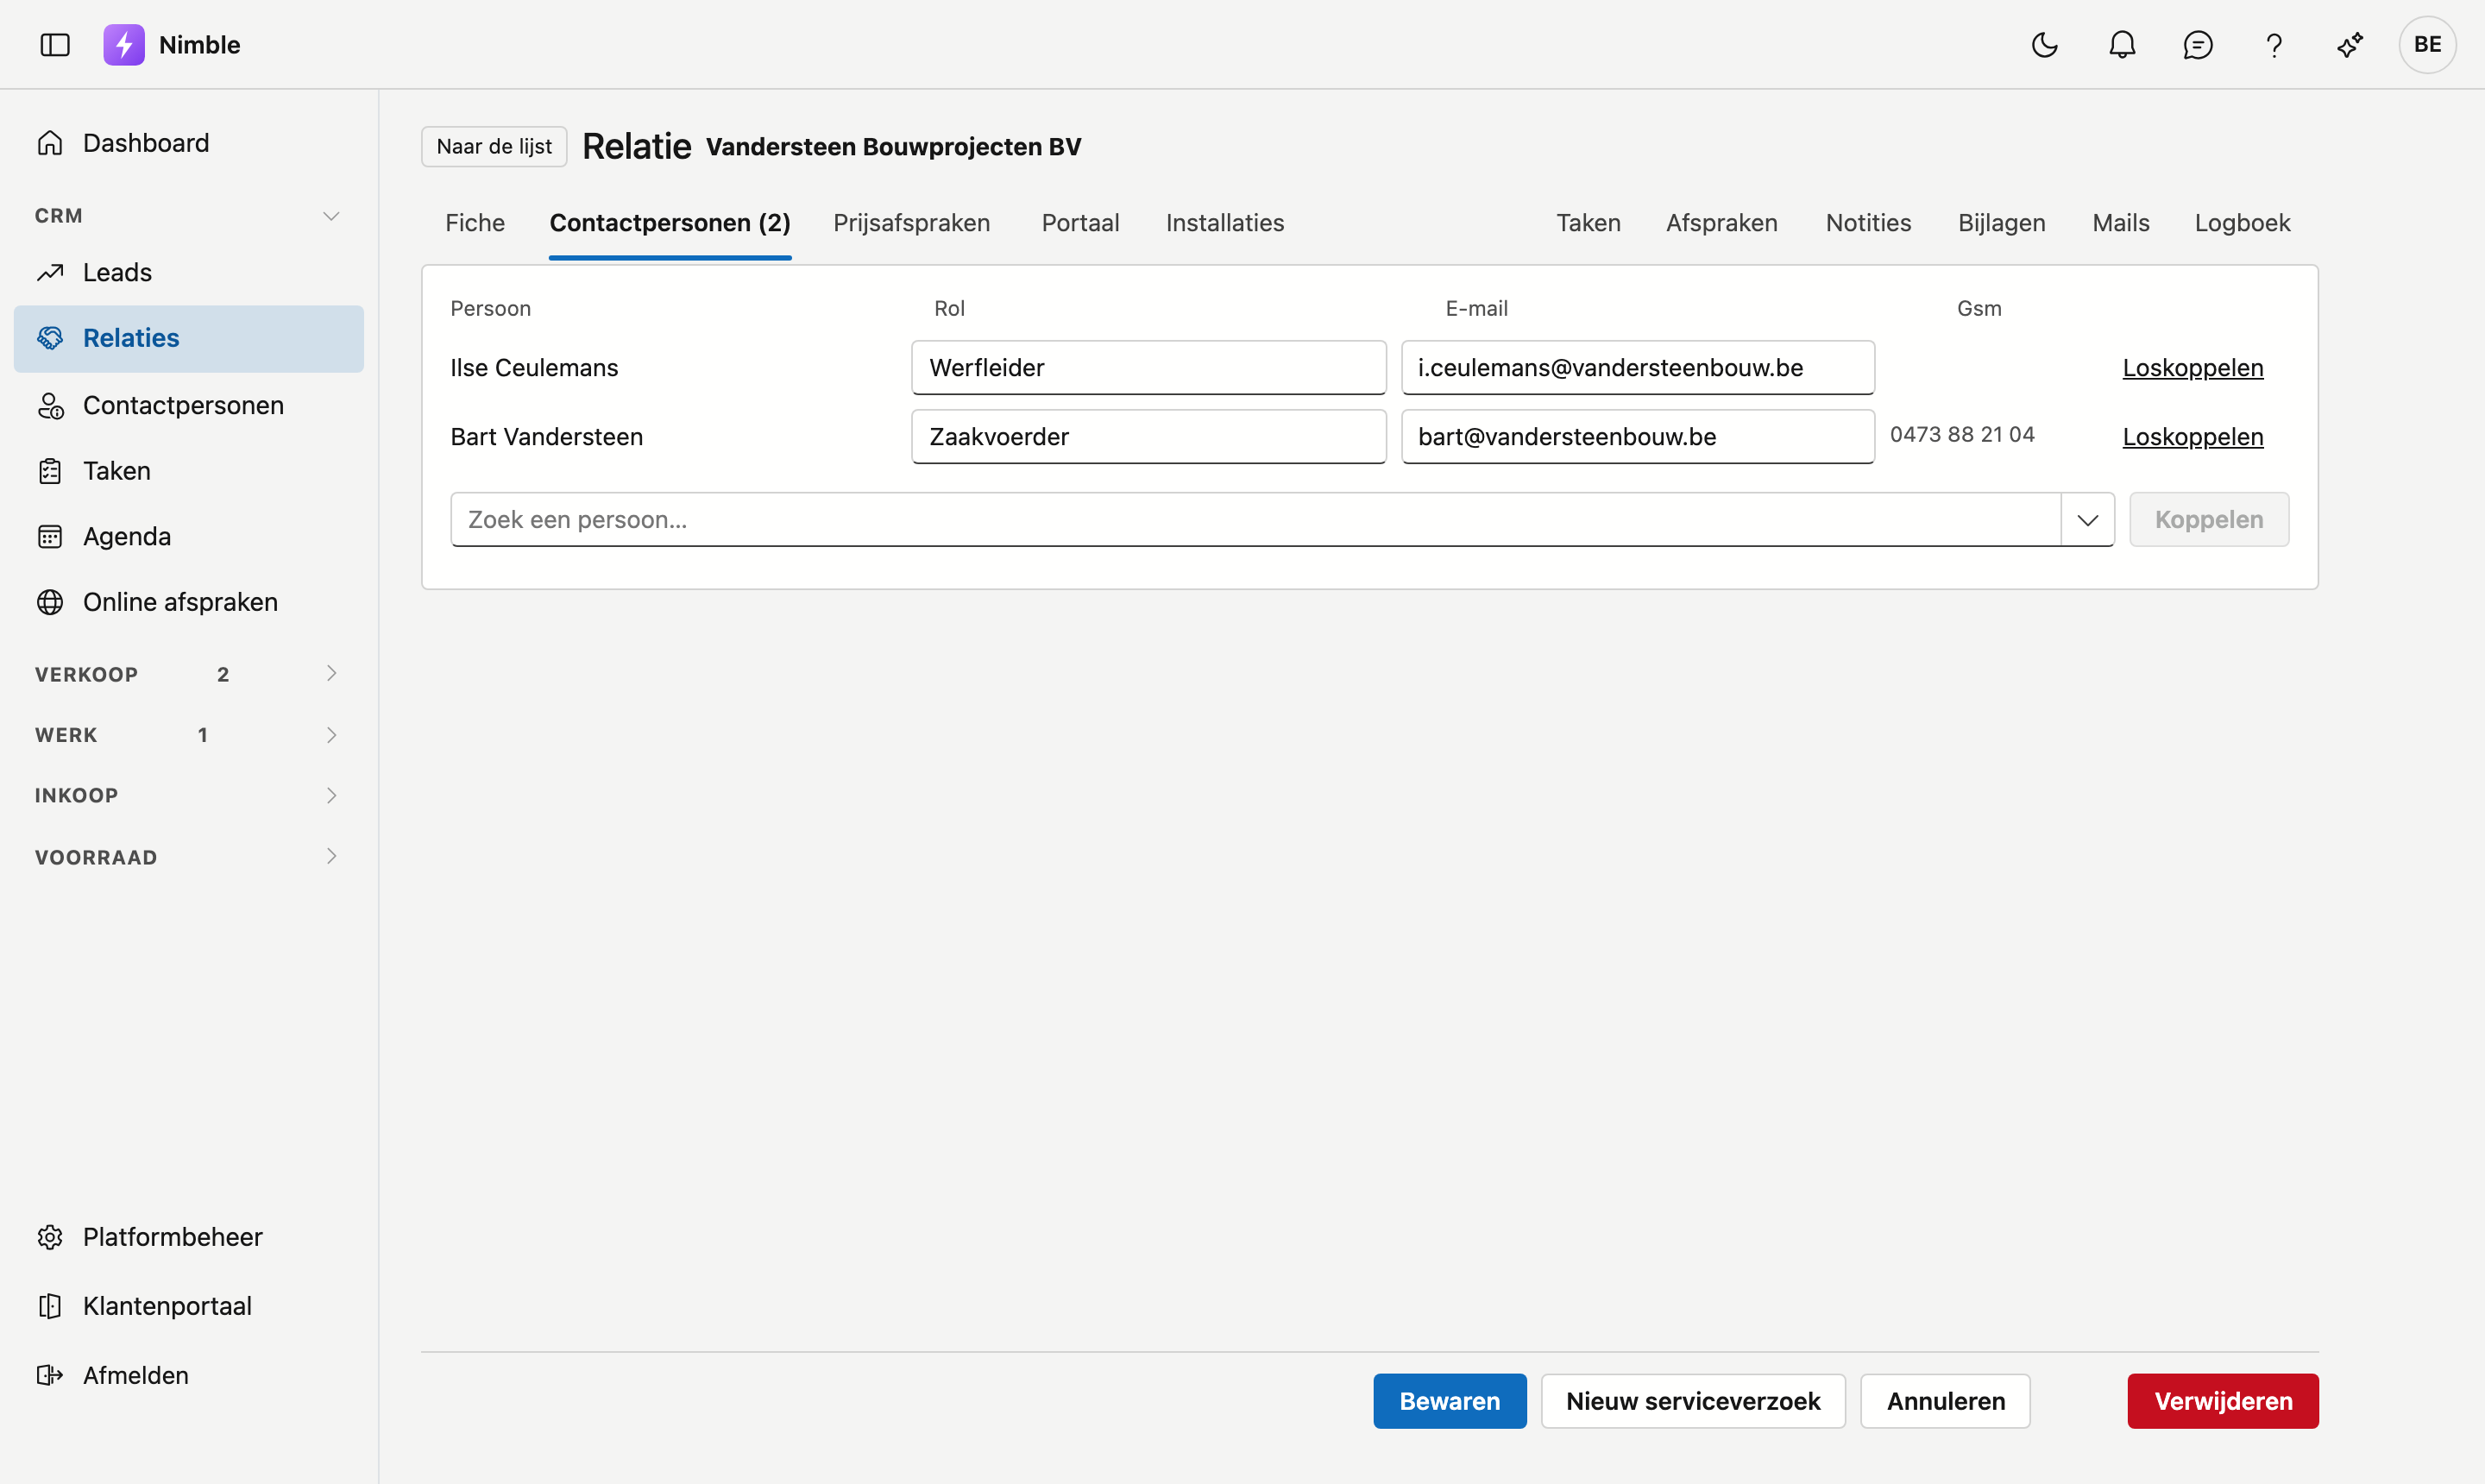 Nimble
BE
Dashboard
CRM
Leads
Relaties
Contactpersonen
Taken
Agenda
Online afspraken
VERKOOP 2
WERK 1
INKOOP
VOORRAAD
Platformbeheer
Klantenportaal
Afmelden
Naar de lijst Relatie Vandersteen Bouwprojecten BV
Fiche Contactpersonen (2) Prijsafspraken Portaal Installaties Taken Afspraken Notities Bijlagen Mails Logboek
Persoon Rol E-mail Gsm
Ilse Ceulemans Werfleider i.ceulemans@vandersteenbouw.be Loskoppelen
Bart Vandersteen Zaakvoerder bart@vandersteenbouw.be 0473 88 21 04 Loskoppelen
Zoek een persoon... Koppelen
Bewaren Nieuw serviceverzoek Annuleren Verwijderen